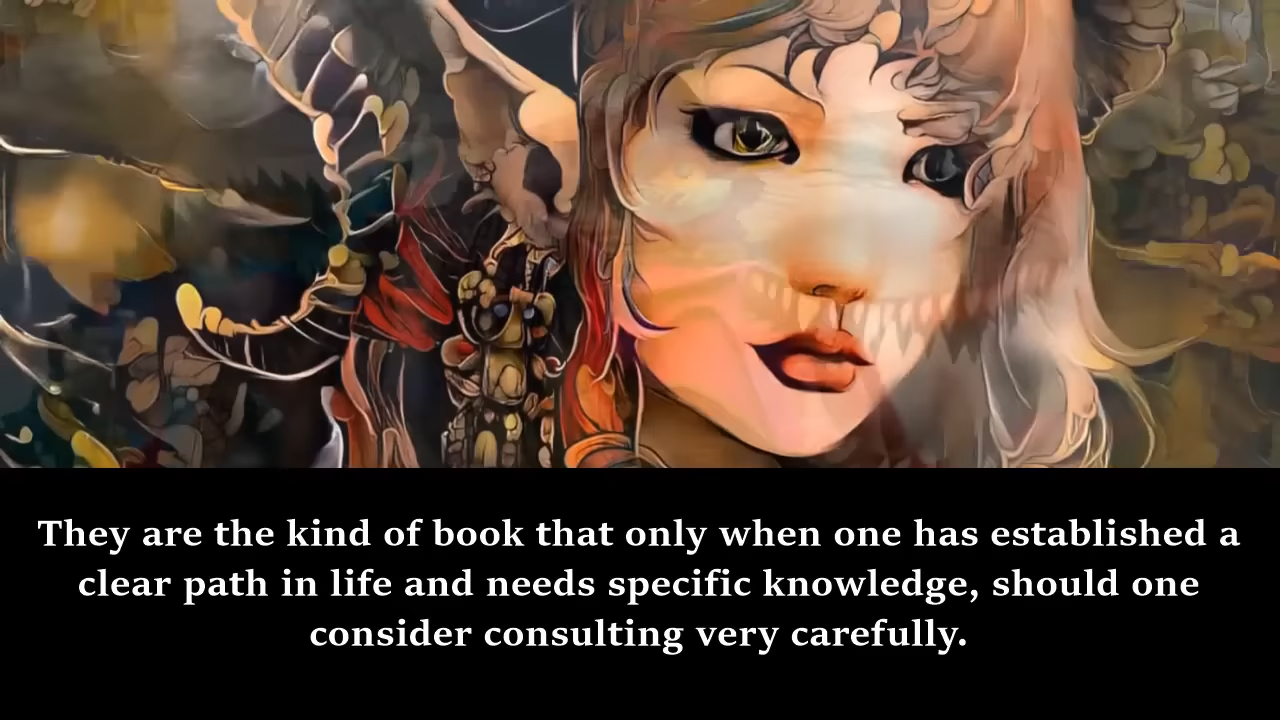 They are the kind of book that only when one has established a
clear path in life and needs specific knowledge, should one
consider consulting very carefully.